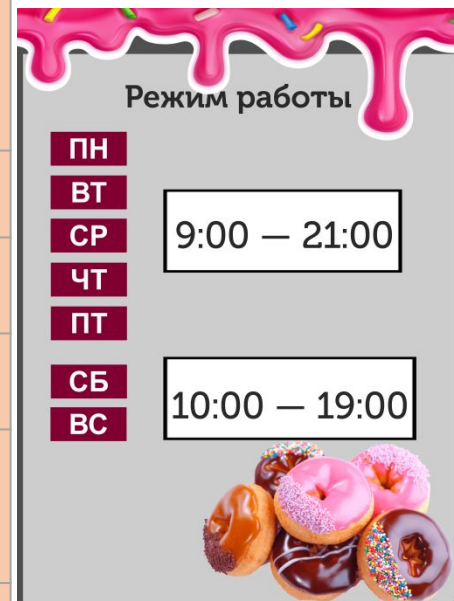 Режим работы
ПН
ВТ
СР
ЧТ
ПТ
9:00 — 21:00
СБ
ВС
10:00 — 19:00